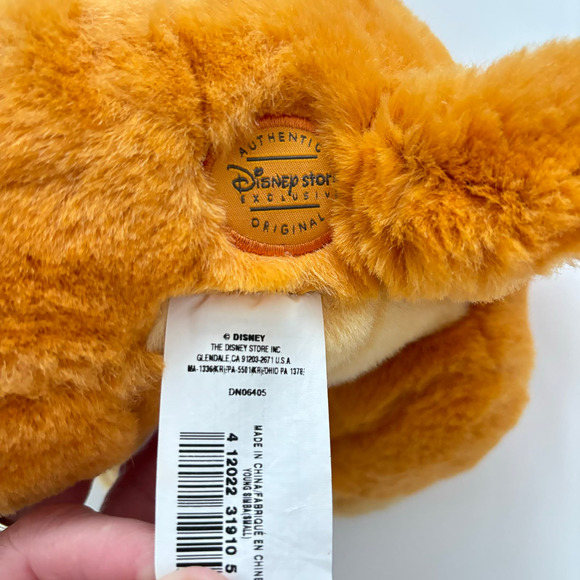 AUTHENTIC
DISNEY STORE
EXCLUSIVE
ORIGINAL
© DISNEY
THE DISNEY STORE INC.
GLENDALE, CA 91203-2671 U.S.A.
DN06405
MADE IN CHINA/FABRIQUÉ EN CHINE
YOUNG SIMBA(SMALL)
4 12022 31910 5